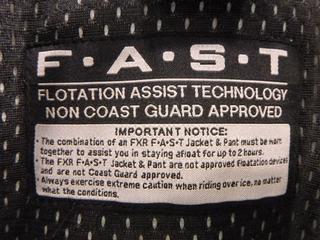 F·A·S·T
FLOTATION ASSIST TECHNOLOGY
NON COAST GUARD APPROVED
IMPORTANT NOTICE:
• The combination of an FXR F·A·S·T Jacket & Pant must be worn
together to assist you in staying afloat for up to 2 hours.
• The FXR F·A·S·T Jacket & Pant are not approved floatation devices
and are not Coast Guard approved.
• Always exercise extreme caution when riding over ice, no matter
what the conditions.